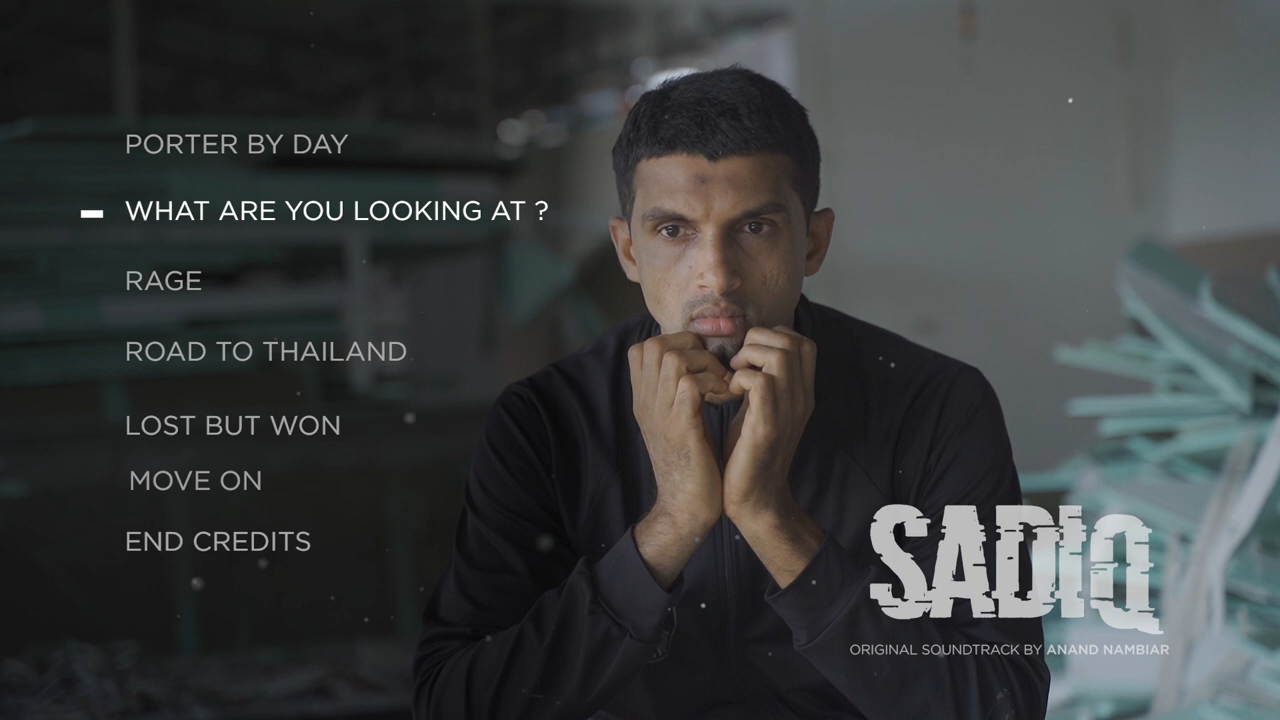 PORTER BY DAY
WHAT ARE YOU LOOKING AT ?
RAGE
ROAD TO THAILAND
LOST BUT WON
MOVE ON
END CREDITS
SADIQ
ORIGINAL SOUNDTRACK BY ANAND NAMBIAR